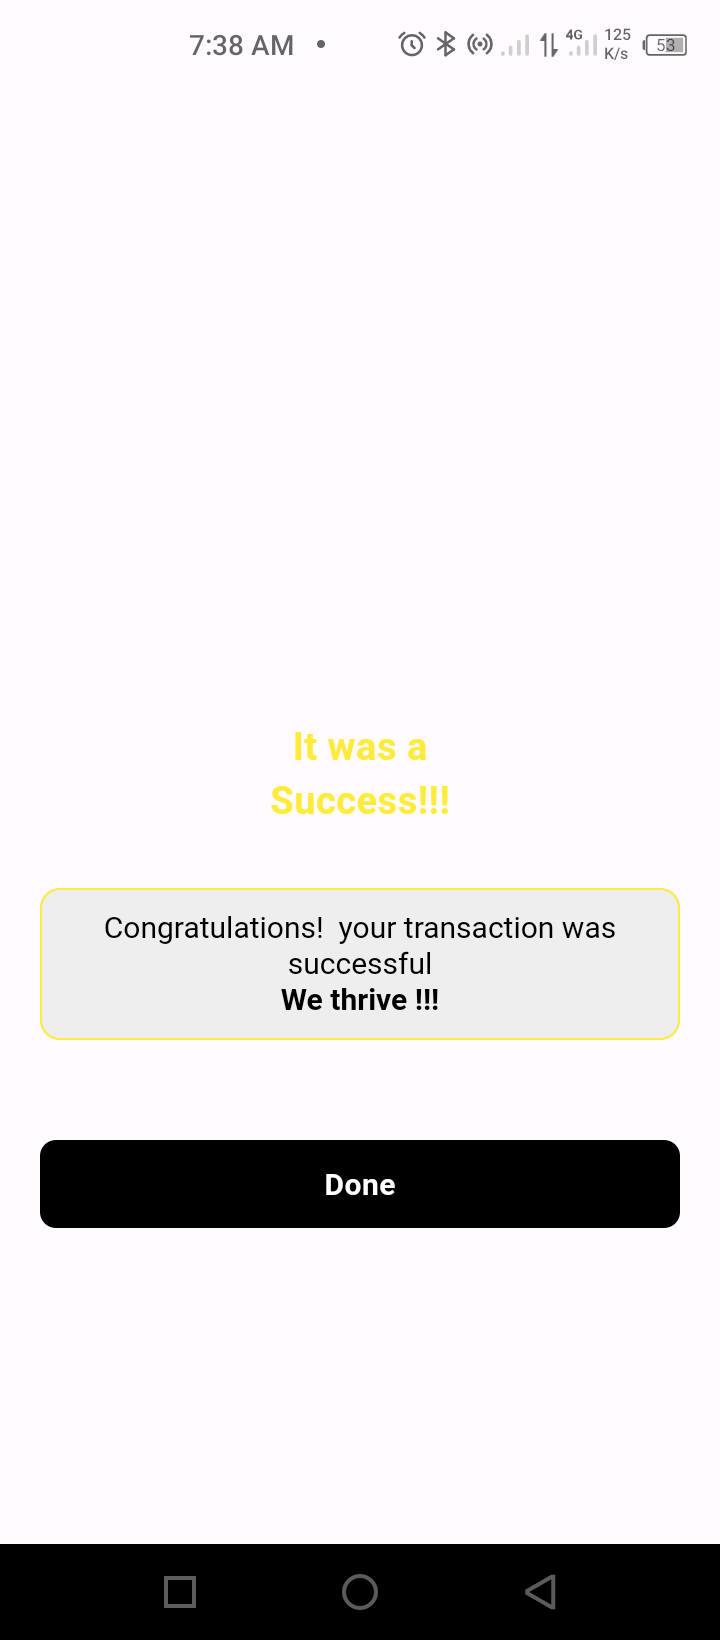 7:38 AM •
4G
125
K/s
53
It was a
Success!!!
Congratulations!  your transaction was
successful
We thrive !!!
Done